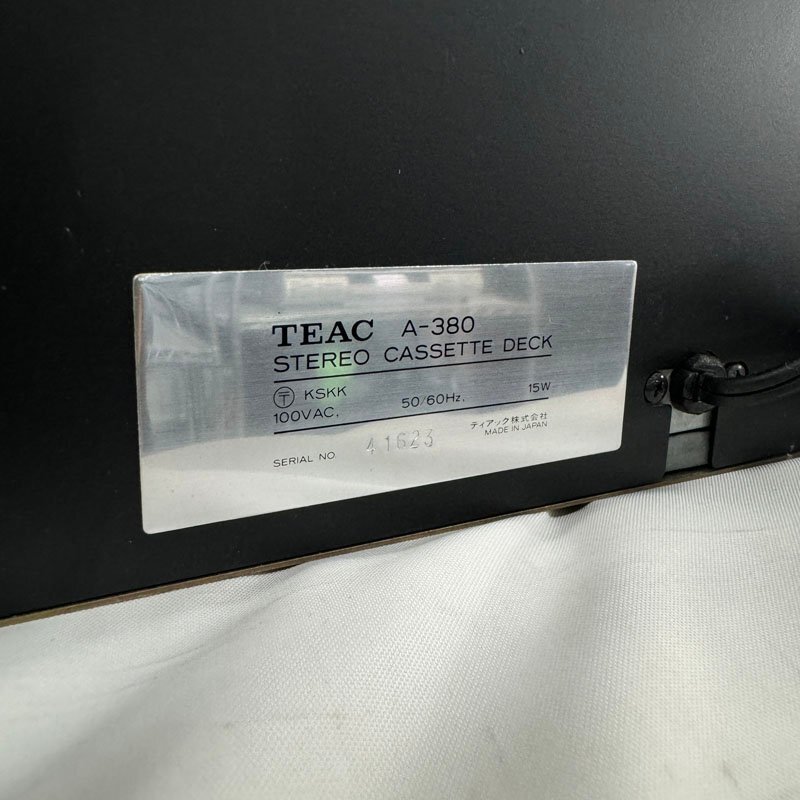 TEAC A-380
STEREO CASSETTE DECK
〒 KSKK
100VAC. 50/60Hz. 15W
ティアック株式会社
MADE IN JAPAN
SERIAL NO 41623